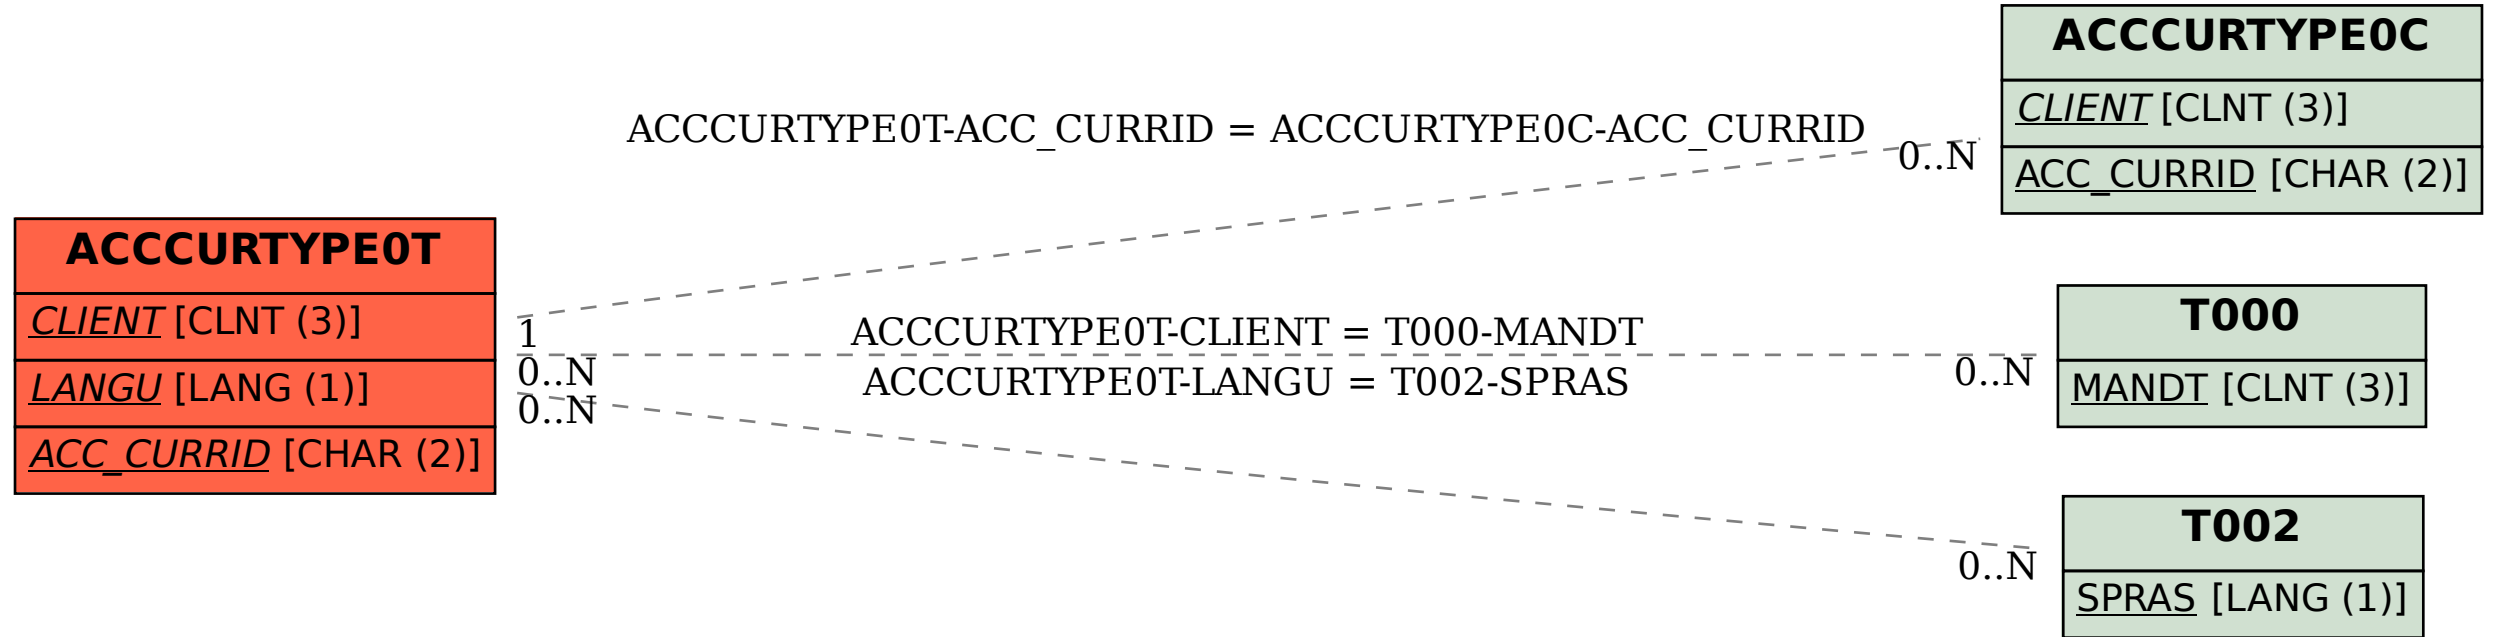 ACCCURTYPE0C
CLIENT [CLNT (3)]
ACC_CURRID [CHAR (2)]
ACCCURTYPE0T-ACC_CURRID = ACCCURTYPE0C-ACC_CURRID
0..N
ACCCURTYPE0T
CLIENT [CLNT (3)]
LANGU [LANG (1)]
ACC_CURRID [CHAR (2)]
1
ACCCURTYPE0T-CLIENT = T000-MANDT
0..N
0..N
ACCCURTYPE0T-LANGU = T002-SPRAS
0..N
0..N
T000
MANDT [CLNT (3)]
T002
SPRAS [LANG (1)]